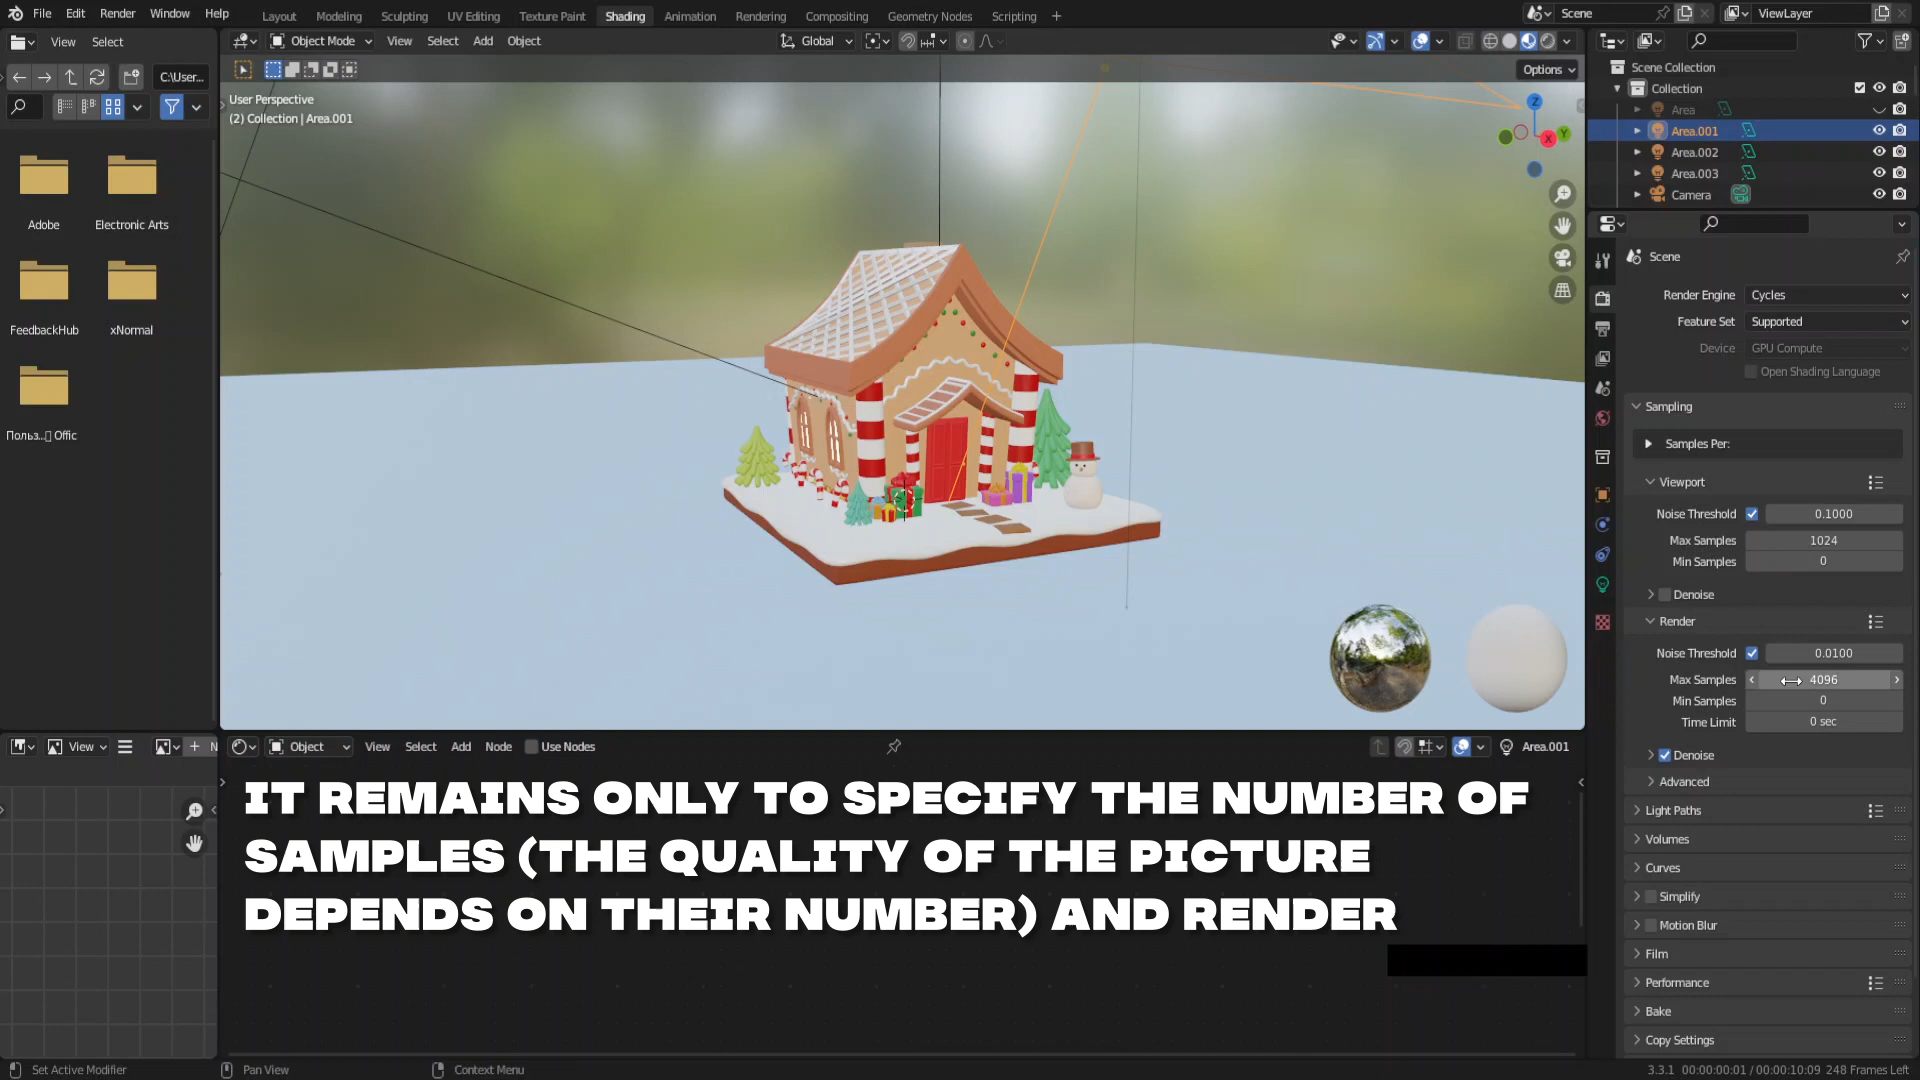 File Edit Render Window Help
Layout Modeling Sculpting UV Editing Texture Paint Shading Animation Rendering Compositing Geometry Nodes Scripting +
Scene
ViewLayer
View Select
Object Mode View Select Add Object
Global
C:\User...
Options
User Perspective
(2) Collection | Area.001
Z
Y
X
Adobe
Electronic Arts
FeedbackHub
xNormal
Scene Collection
Collection
Area
Area.001
Area.002
Area.003
Camera
Scene
Render Engine Cycles
Feature Set Supported
Device GPU Compute
Open Shading Language
Sampling
Samples Per:
Viewport
Noise Threshold 0.1000
Max Samples 1024
Min Samples 0
Denoise
Render
Noise Threshold 0.0100
Max Samples 4096
Min Samples 0
Time Limit 0 sec
Denoise
Advanced
Light Paths
Volumes
Curves
Simplify
Motion Blur
Film
Performance
Bake
Copy Settings
View
N
Object View Select Add Node Use Nodes
Area.001
IT REMAINS ONLY TO SPECIFY THE NUMBER OF
SAMPLES (THE QUALITY OF THE PICTURE
DEPENDS ON THEIR NUMBER) AND RENDER
Set Active Modifier
Pan View
Context Menu
3.3.1 00:00:00:01 / 00:00:10:09 248 Frames Left